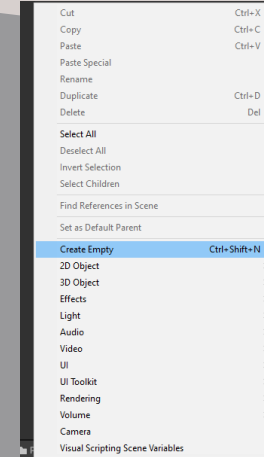 Cut Ctrl+X
Copy Ctrl+C
Paste Ctrl+V
Paste Special
Rename
Duplicate Ctrl+D
Delete Del
Select All
Deselect All
Invert Selection
Select Children
Find References in Scene
Set as Default Parent
Create Empty Ctrl+Shift+N
2D Object
3D Object
Effects
Light
Audio
Video
UI
UI Toolkit
Rendering
Volume
Camera
Visual Scripting Scene Variables